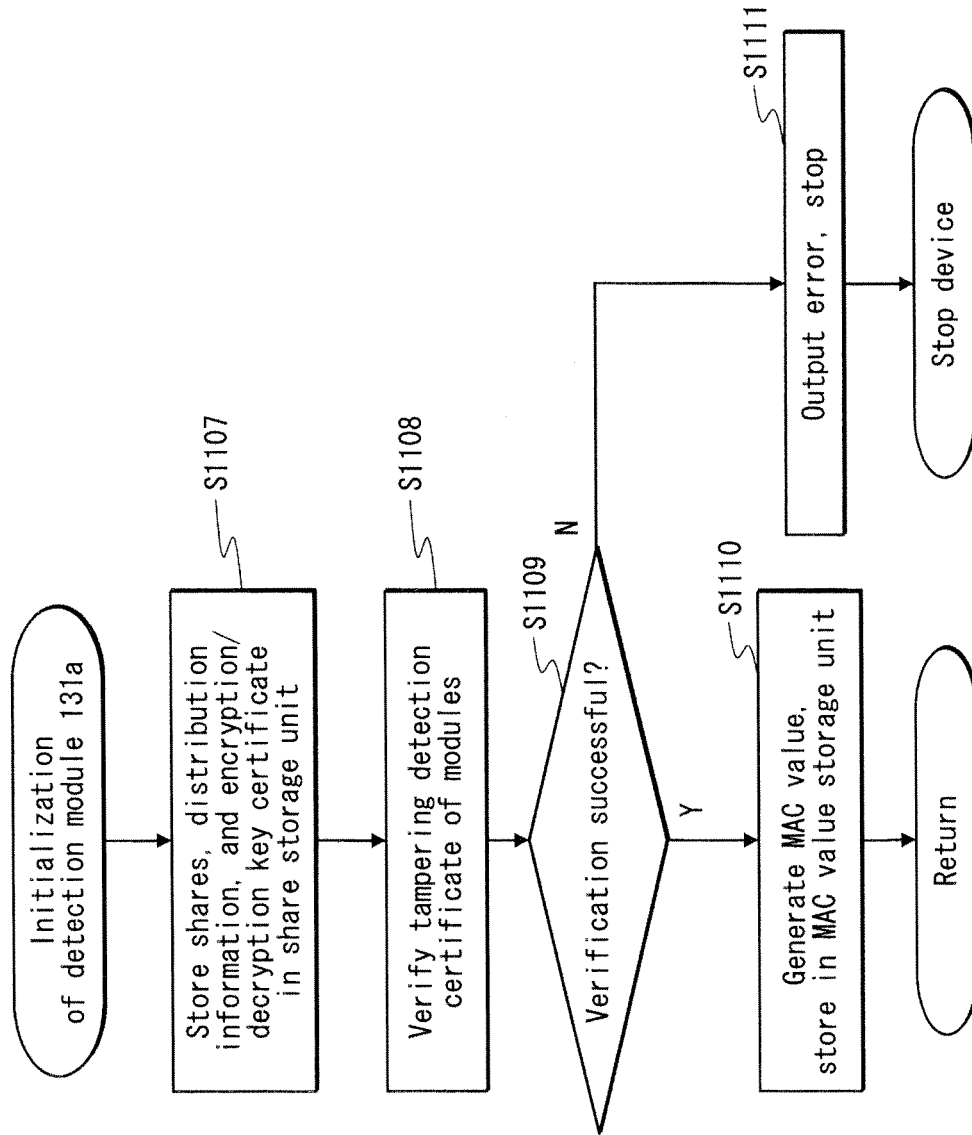 Initialization
of detection module 131a
S1107
Store shares, distribution
information, and encryption/
decryption key certificate
in share storage unit
S1108
Verify tampering detection
certificate of modules
S1109
Verification successful?
N
Y
S1110
Generate MAC value,
store in MAC value storage unit
Return
S1111
Output error, stop
Stop device